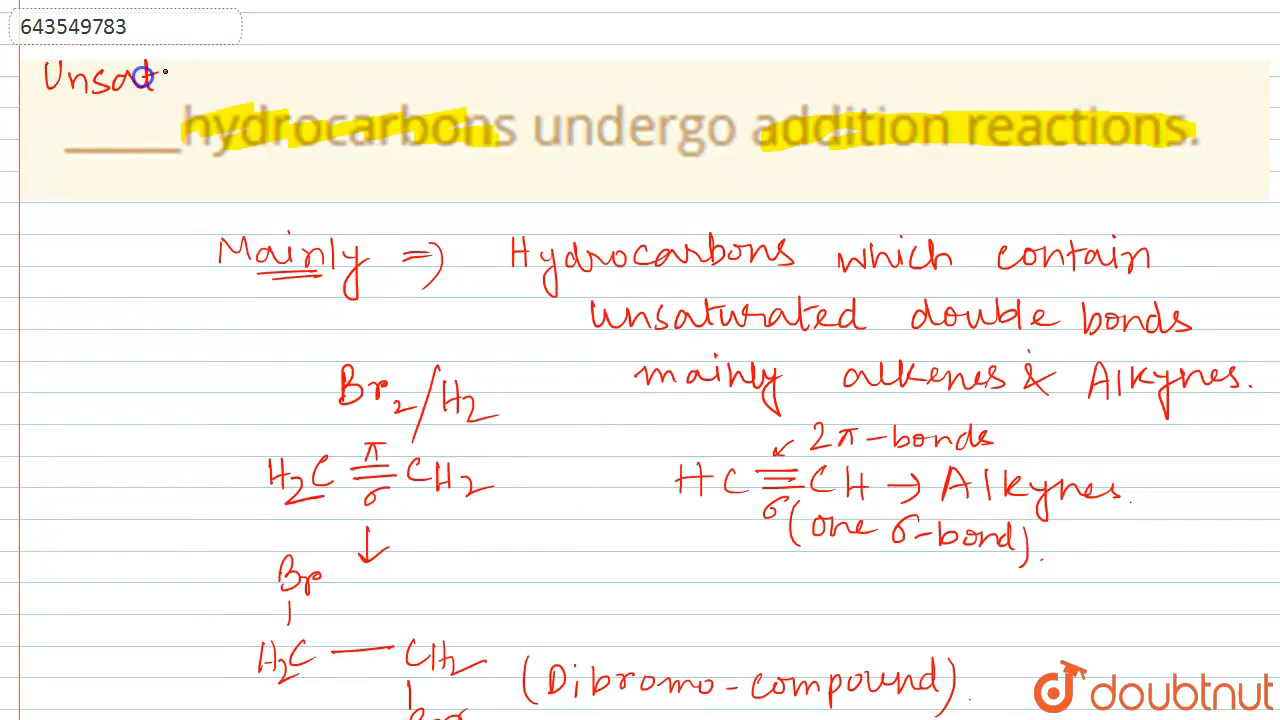 643549783
Unsat
_____hydrocarbons undergo addition reactions.
Mainly ⇒ Hydrocarbons which contain
unsaturated double bonds
mainly alkenes & Alkynes.
Br2/H2
2π-bonds
π
H2C=CH2
σ
HC≡CH → Alkynes.
σ (one σ-bond).
↓
Br
|
H2C — CH2
|
Br
(Dibromo-compound).
doubtnut